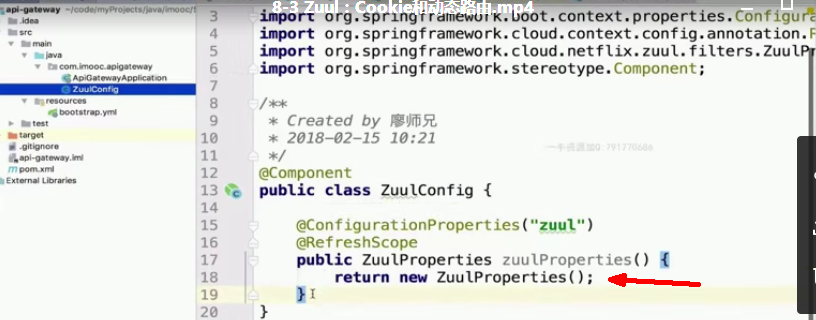 8-3 Zuul：Cookie和动态路由.mp4
api-gateway ~/code/myProjects/java/imooc/S
.idea
src
main
java
com.imooc.apigateway
ApiGatewayApplication
ZuulConfig
resources
bootstrap.yml
test
target
.gitignore
api-gateway.iml
pom.xml
External Libraries
3 import org.springframework.boot.context.properties.Configura
4 import org.springframework.cloud.context.config.annotation.R
5 import org.springframework.cloud.netflix.zuul.filters.ZuulPro
6 import org.springframework.stereotype.Component;
7
8 /**
9 * Created by 廖师兄
10 * 2018-02-15 10:21
11 */
12 @Component
13 public class ZuulConfig {
14
15 @ConfigurationProperties("zuul")
16 @RefreshScope
17 public ZuulProperties zuulProperties() {
18 return new ZuulProperties();
19 }
20 }